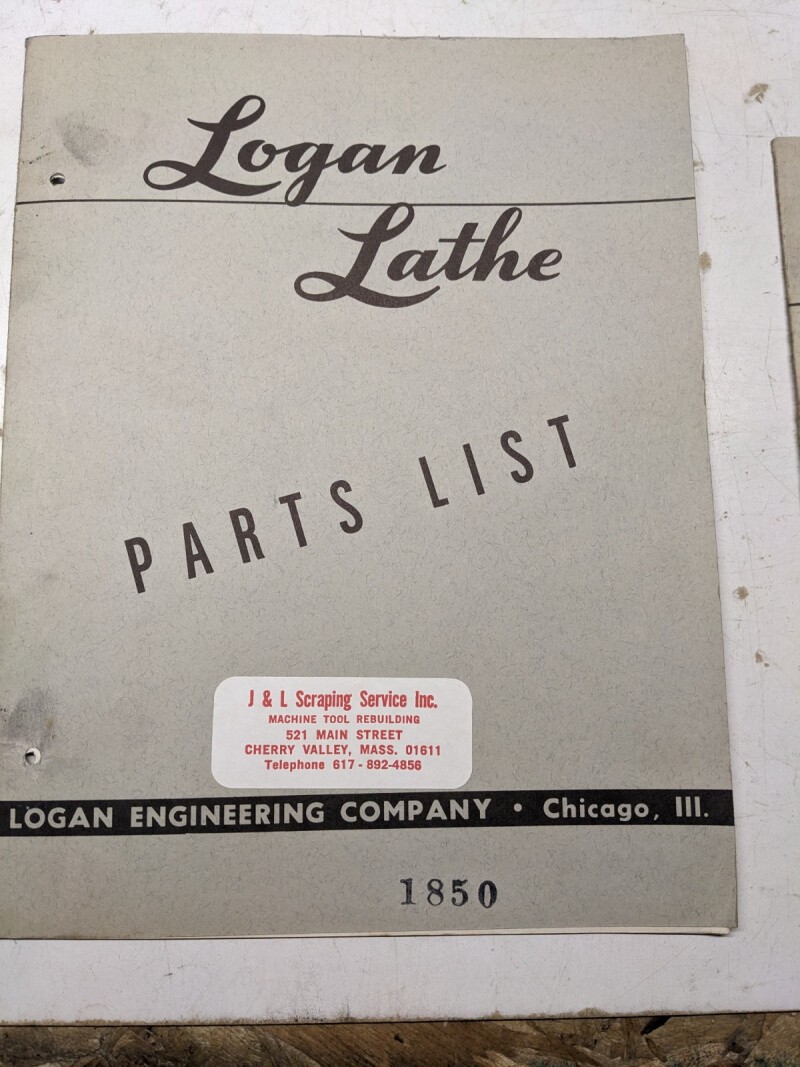 Logan
Lathe
PARTS LIST
J & L Scraping Service Inc.
MACHINE TOOL REBUILDING
521 MAIN STREET
CHERRY VALLEY, MASS. 01611
Telephone 617-892-4856
LOGAN ENGINEERING COMPANY • Chicago, Ill.
1850